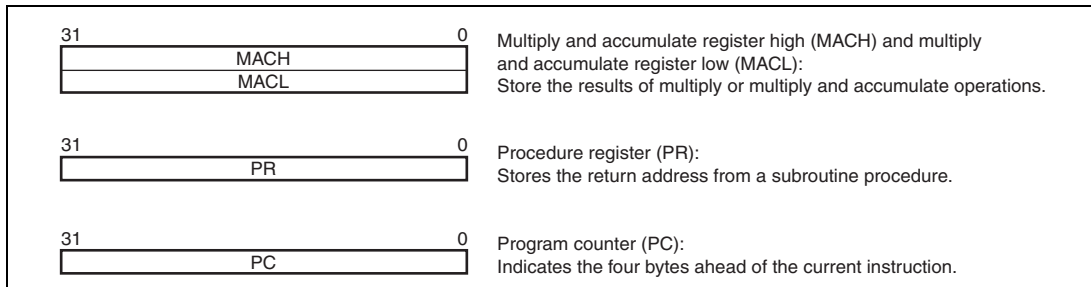 31 0
MACH
MACL
Multiply and accumulate register high (MACH) and multiply
and accumulate register low (MACL):
Store the results of multiply or multiply and accumulate operations.
31 0
PR
Procedure register (PR):
Stores the return address from a subroutine procedure.
31 0
PC
Program counter (PC):
Indicates the four bytes ahead of the current instruction.